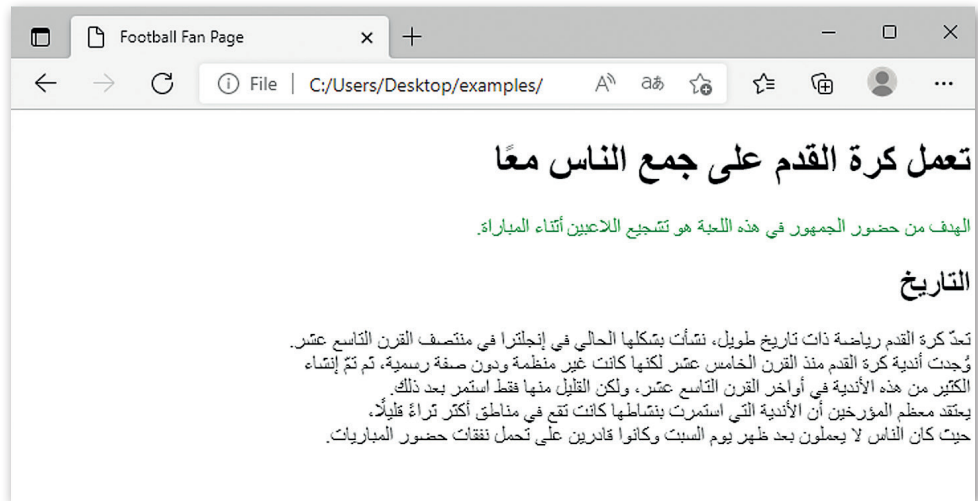 Football Fan Page
File | C:/Users/Desktop/examples/
تعمل كرة القدم على جمع الناس معًا
الهدف من حضور الجمهور في هذه اللعبة هو تشجيع اللاعبين أثناء المباراة.
التاريخ
تعدّ كرة القدم رياضة ذات تاريخ طويل، نشأت بشكلها الحالي في إنجلترا في منتصف القرن التاسع عشر.
وُجدت أندية كرة القدم منذ القرن الخامس عشر لكنها كانت غير منظمة ودون صفة رسمية، ثم تمّ إنشاء
الكثير من هذه الأندية في أواخر القرن التاسع عشر، ولكن القليل منها فقط استمر بعد ذلك.
يعتقد معظم المؤرخين أن الأندية التي استمرت بنشاطها كانت تقع في مناطق أكثر ثراءً قليلًا،
حيث كان الناس لا يعملون بعد ظهر يوم السبت وكانوا قادرين على تحمل نفقات حضور المباريات.